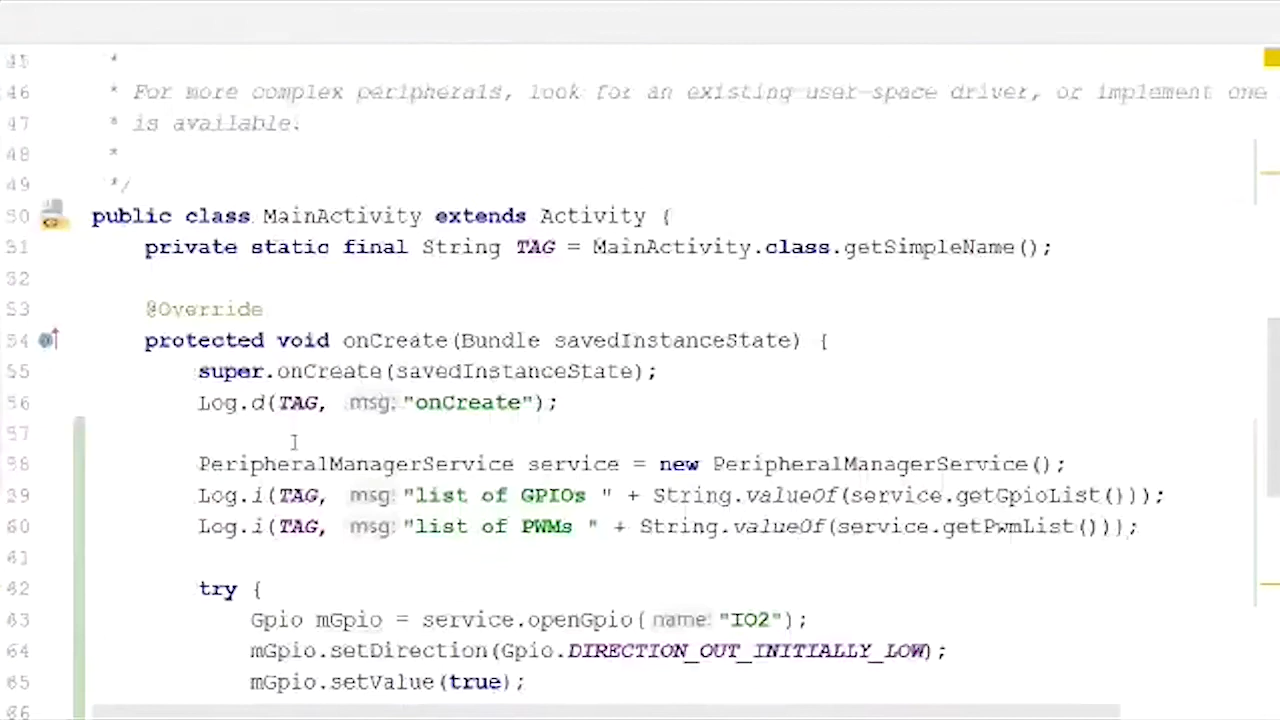 45 *
46 * For more complex peripherals, look for an existing user-space driver, or implement one
47 * is available.
48 *
49 */
50 public class MainActivity extends Activity {
51 private static final String TAG = MainActivity.class.getSimpleName();
52
53 @Override
54 protected void onCreate(Bundle savedInstanceState) {
55 super.onCreate(savedInstanceState);
56 Log.d(TAG, msg: "onCreate");
57
58 PeripheralManagerService service = new PeripheralManagerService();
59 Log.i(TAG, msg: "list of GPIOs " + String.valueOf(service.getGpioList()));
60 Log.i(TAG, msg: "list of PWMs " + String.valueOf(service.getPwmList()));
61
62 try {
63 Gpio mGpio = service.openGpio( name: "IO2");
64 mGpio.setDirection(Gpio.DIRECTION_OUT_INITIALLY_LOW);
65 mGpio.setValue(true);
66